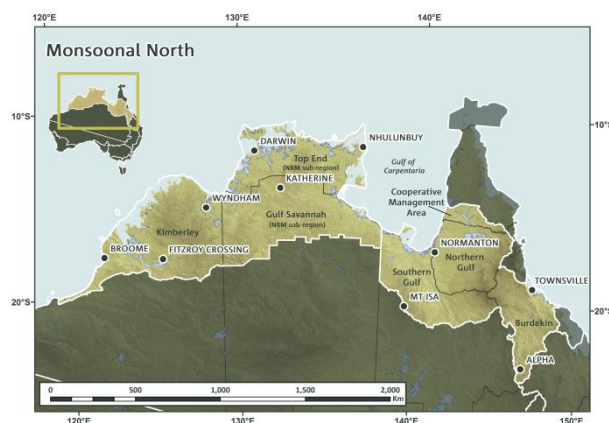 120°E
130°E
140°E
Monsoonal North
10°S
10°S
DARWIN
NHULUNBUY
Top End
(NRM sub-region)
Gulf of
Carpentaria
KATHERINE
Cooperative
Management
Area
WYNDHAM
Gulf Savannah
(NRM sub-region)
Kimberley
BROOME
FITZROY CROSSING
NORMANTON
Northern
Gulf
Southern
Gulf
TOWNSVILLE
20°S
20°S
MT ISA
Burdekin
ALPHA
0
500
1,000
1,500
2,000
Km
120°E
130°E
140°E
150°E